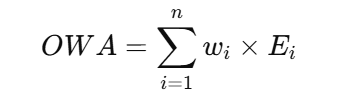 OWA = \sum_{i=1}^{n} w_i \times E_i